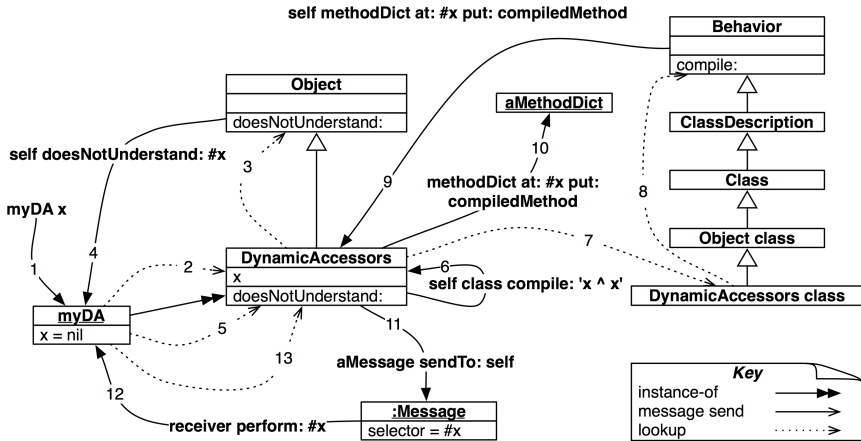 self methodDict at: #x put: compiledMethod
Behavior
compile:
Object
doesNotUnderstand:
aMethodDict
ClassDescription
self doesNotUnderstand: #x
3
10
9
methodDict at: #x put:
compiledMethod
8
Class
myDA x
4
7
Object class
1
2
DynamicAccessors
x
doesNotUnderstand:
6
self class compile: 'x ^ x'
DynamicAccessors class
myDA
x = nil
5
13
11
12
aMessage sendTo: self
receiver perform: #x
:Message
selector = #x
Key
instance-of
message send
lookup